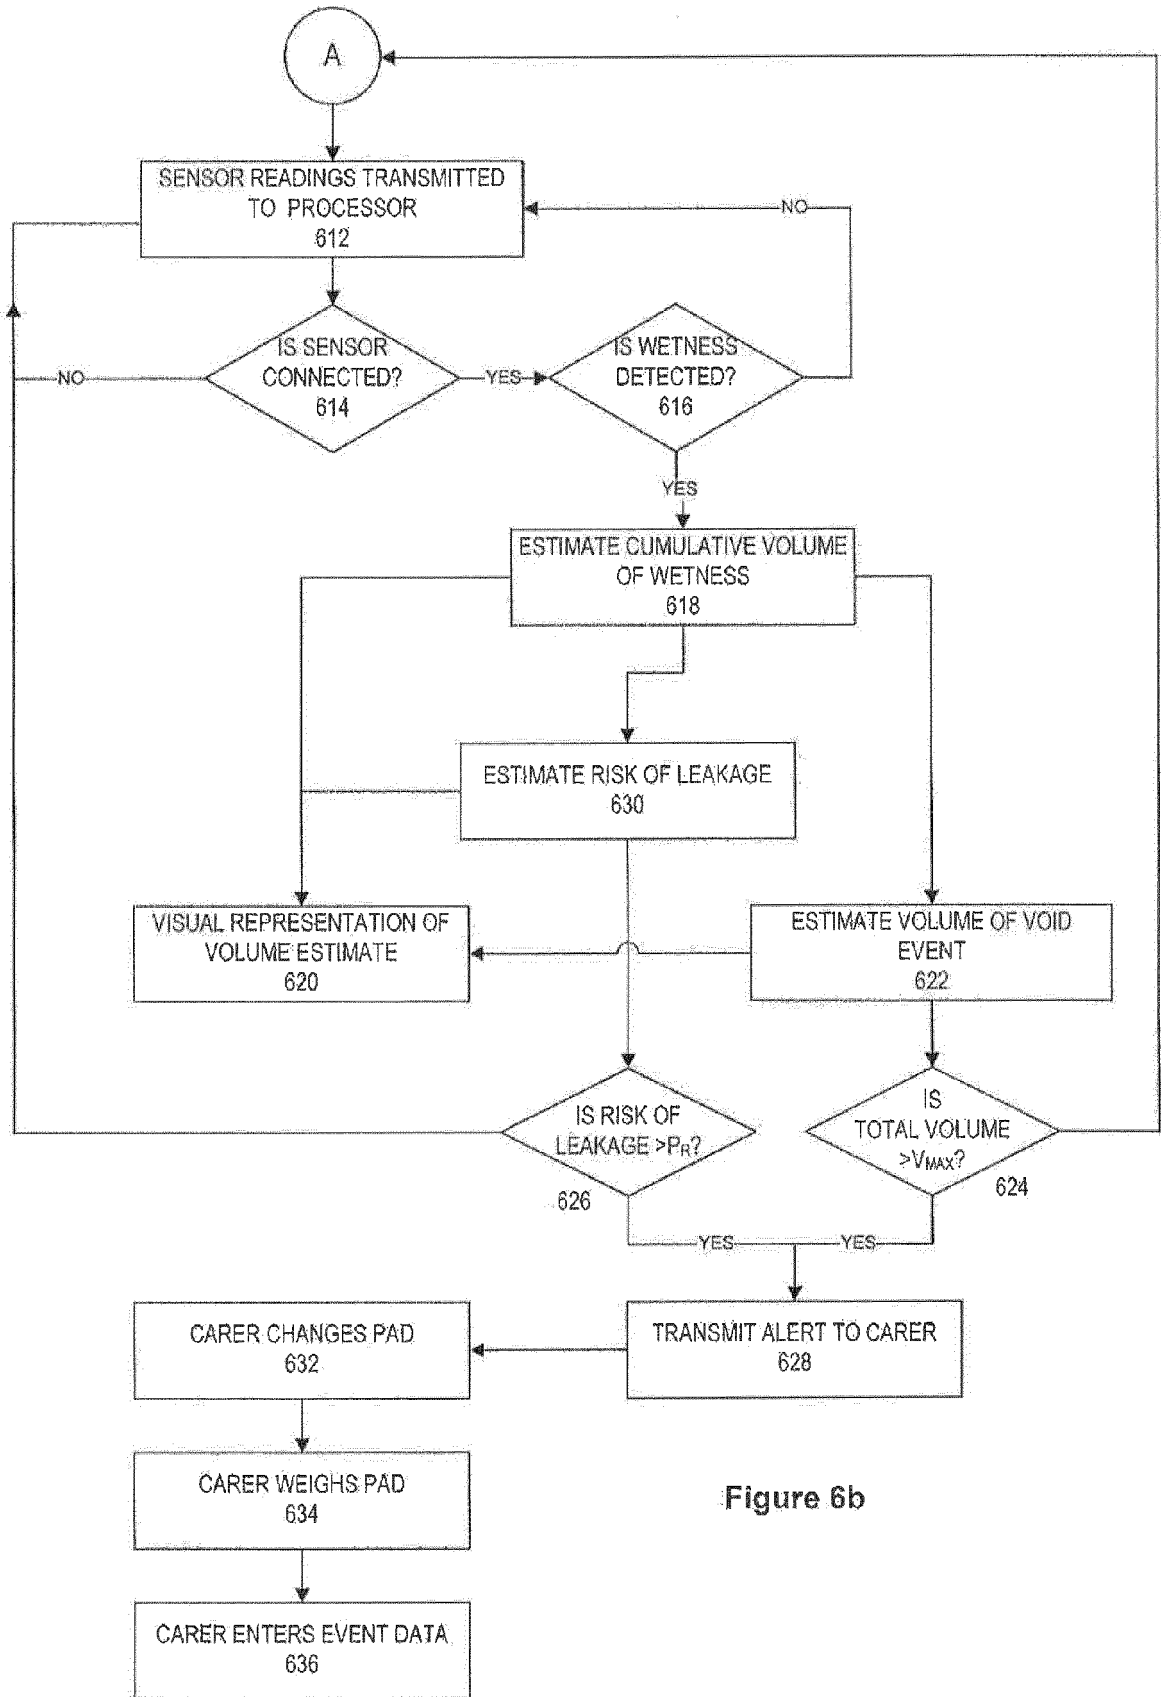 A
SENSOR READINGS TRANSMITTED
TO PROCESSOR
612
NO
IS SENSOR
CONNECTED?
614
NO
YES
IS WETNESS
DETECTED?
616
YES
ESTIMATE CUMULATIVE VOLUME
OF WETNESS
618
ESTIMATE RISK OF LEAKAGE
630
VISUAL REPRESENTATION OF
VOLUME ESTIMATE
620
ESTIMATE VOLUME OF VOID
EVENT
622
IS RISK OF
LEAKAGE >PR?
626
IS
TOTAL VOLUME
>VMAX?
624
YES
YES
TRANSMIT ALERT TO CARER
628
CARER CHANGES PAD
632
CARER WEIGHS PAD
634
CARER ENTERS EVENT DATA
636
Figure 6b